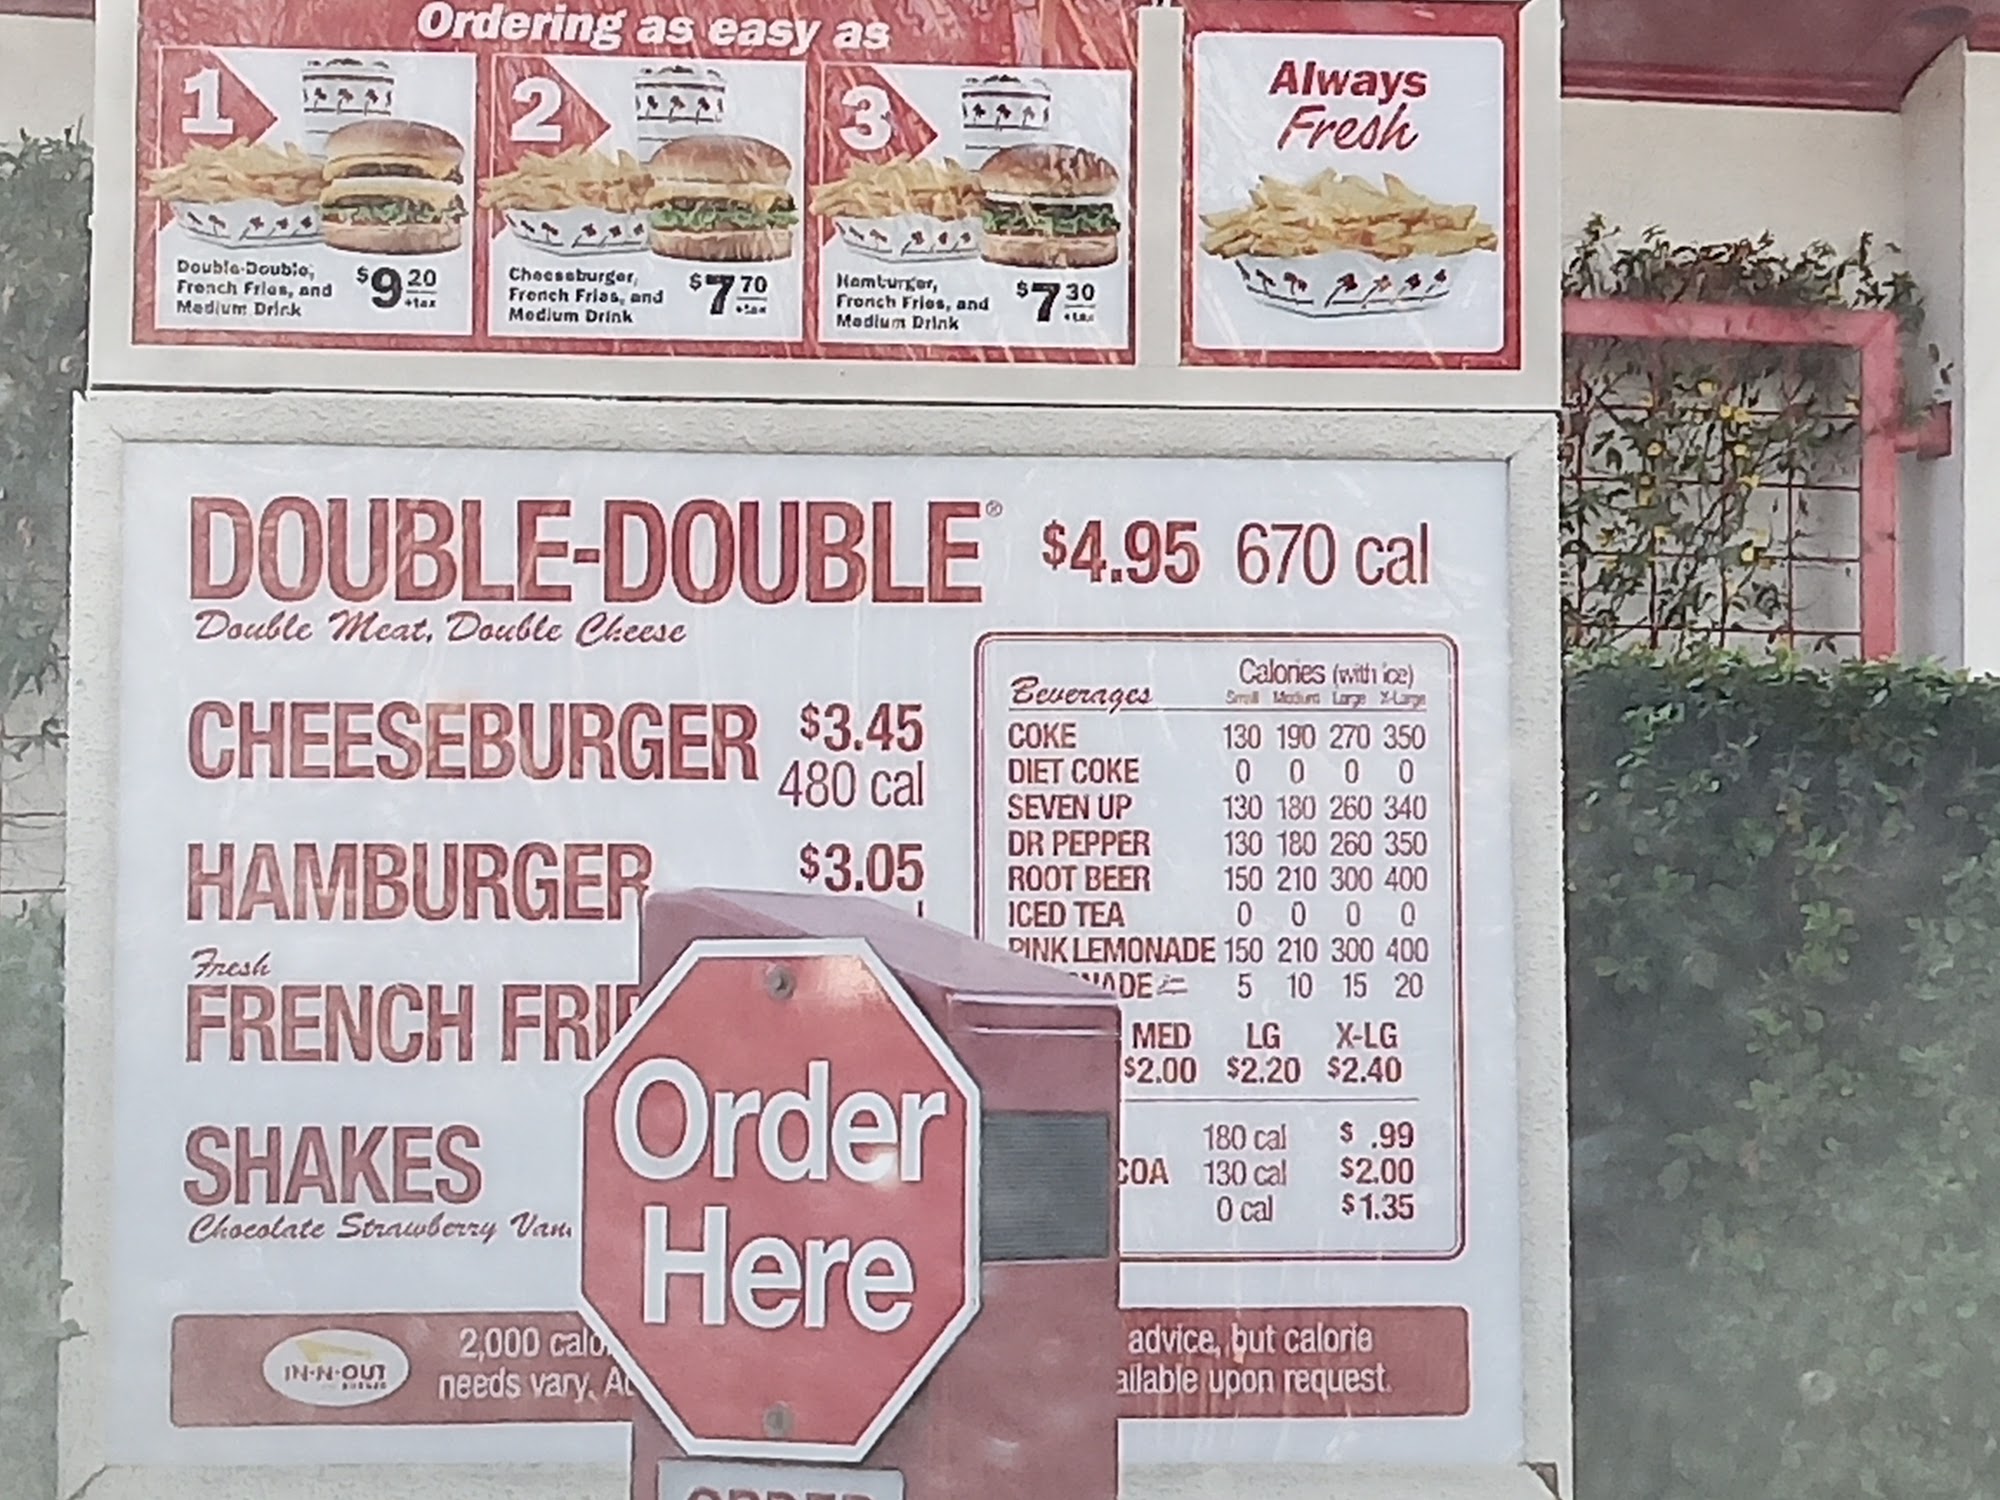 Ordering as easy as
1
Double-Double,
French Fries, and
Medium Drink
$9 20
+tax
2
Cheeseburger,
French Fries, and
Medium Drink
$7 70
+tax
3
Hamburger,
French Fries, and
Medium Drink
$7 30
+tax
Always
Fresh
DOUBLE-DOUBLE® $4.95 670 cal
Double Meat, Double Cheese
CHEESEBURGER $3.45
480 cal
HAMBURGER $3.05
Fresh
FRENCH FRI
SHAKES
Chocolate Strawberry Van
Beverages Calories (with ice)
Small Medium Large X-Large
COKE 130 190 270 350
DIET COKE 0 0 0 0
SEVEN UP 130 180 260 340
DR PEPPER 130 180 260 350
ROOT BEER 150 210 300 400
ICED TEA 0 0 0 0
PINK LEMONADE 150 210 300 400
NADE 5 10 15 20
MED LG X-LG
$2.00 $2.20 $2.40
180 cal $ .99
COA 130 cal $2.00
0 cal $1.35
Order
Here
IN-N-OUT
BURGER
2,000 calo
needs vary. A
advice, but calorie
ailable upon request.
ORDER